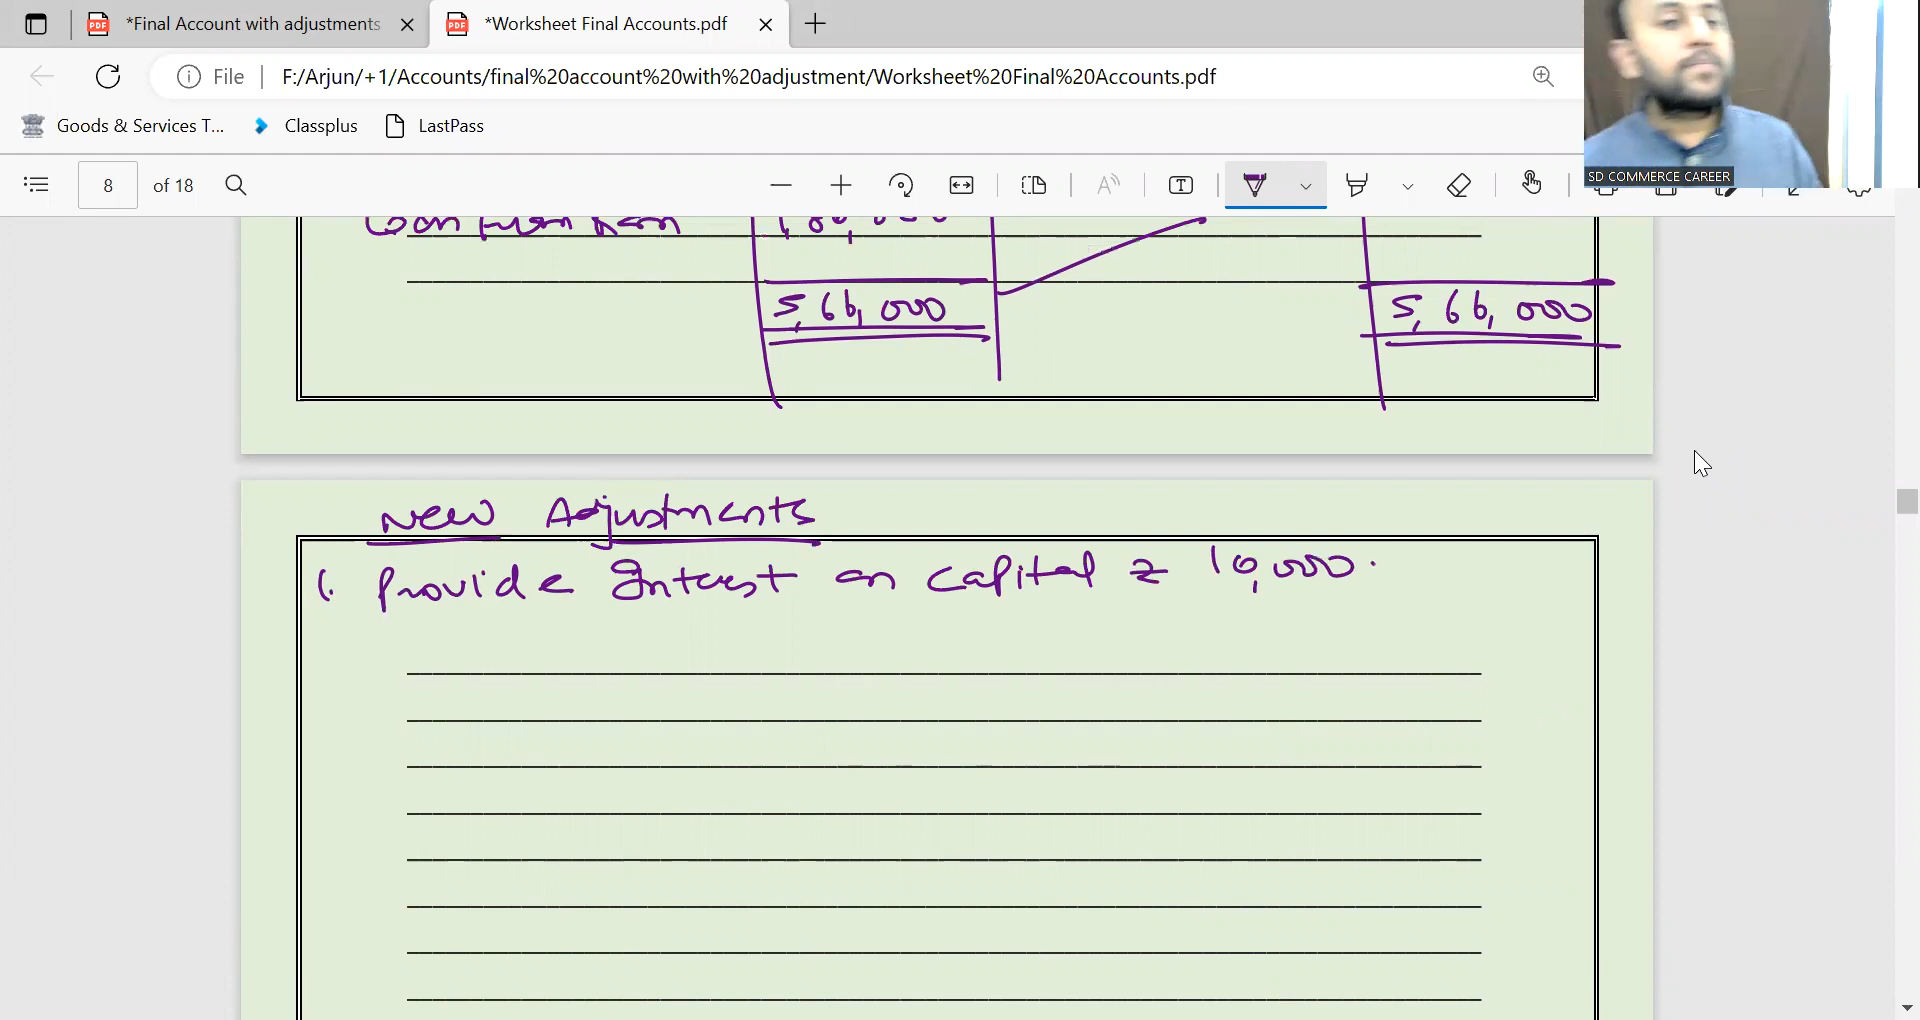 *Final Account with adjustments
*Worksheet Final Accounts.pdf
File
F:/Arjun/+1/Accounts/final%20account%20with%20adjustment/Worksheet%20Final%20Accounts.pdf
Goods & Services T...
Classplus
LastPass
SD COMMERCE CAREER
8 of 18
5,66,000 5,66,000
New Adjustments
1. Provide Interest on Capital ₹ 10,000.